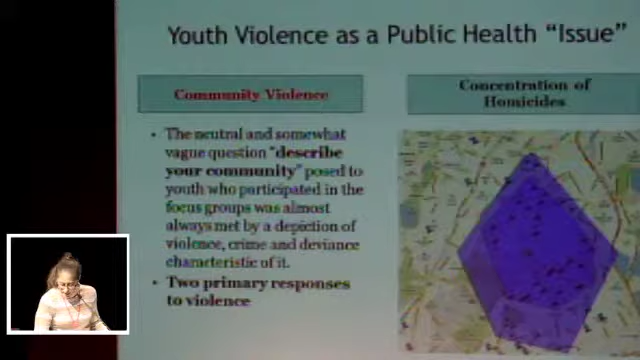 Youth Violence as a Public Health "Issue"
Community Violence
• The neutral and somewhat
vague question "describe
your community" posed to
youth who participated in the
focus groups was almost
always met by a depiction of
violence, crime and deviance
characteristic of it.
• Two primary responses
to violence
Concentration of
Homicides